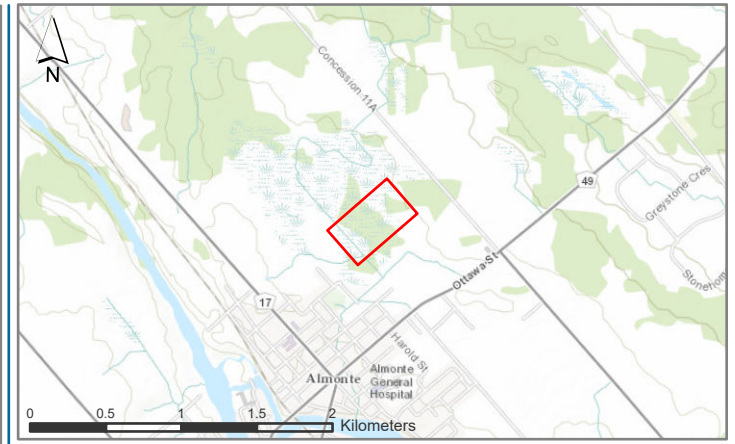 N
Concession 11A
49
Greystone Cres
Stonehom
Ottawa St
17
Harold St
Almonte
Almonte
General
Hospital
0 0.5 1 1.5 2
Kilometers